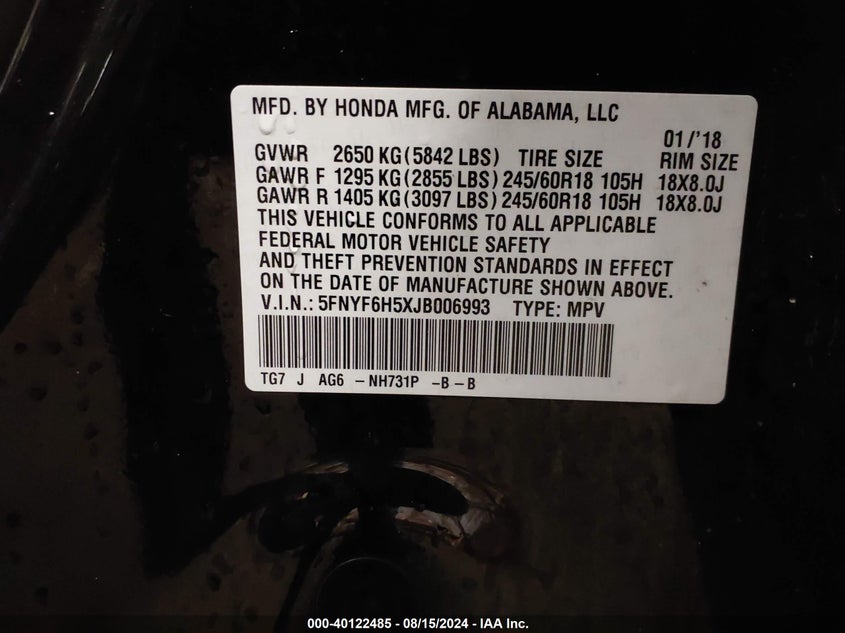 MFD. BY HONDA MFG. OF ALABAMA, LLC
01/'18
GVWR 2650 KG (5842 LBS) TIRE SIZE RIM SIZE
GAWR F 1295 KG (2855 LBS) 245/60R18 105H 18X8.0J
GAWR R 1405 KG (3097 LBS) 245/60R18 105H 18X8.0J
THIS VEHICLE CONFORMS TO ALL APPLICABLE
FEDERAL MOTOR VEHICLE SAFETY
AND THEFT PREVENTION STANDARDS IN EFFECT
ON THE DATE OF MANUFACTURE SHOWN ABOVE.
V.I.N.: 5FNYF6H5XJB006993 TYPE: MPV
TG7 J AG6 -NH731P -B-B
000-40122485 - 08/15/2024 - IAA Inc.